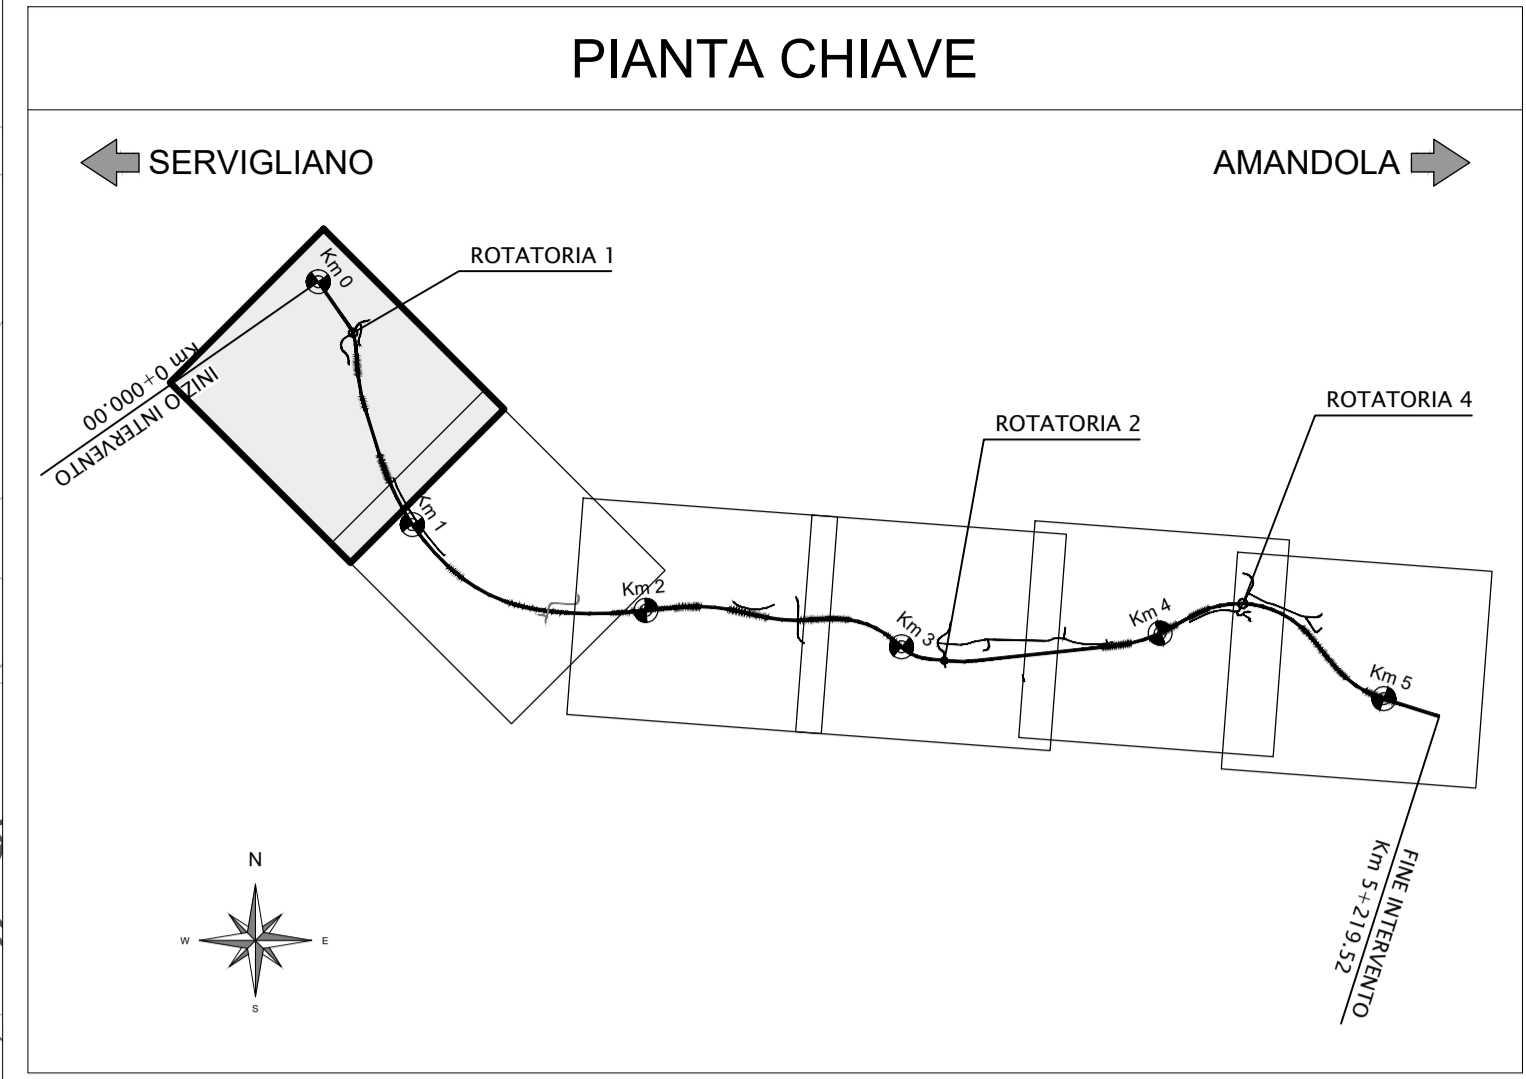 PIANTA CHIAVE
SERVIGLIANO
AMANDOLA
ROTATORIA 1
Km 0
Km 0+000.00
INIZIO INTERVENTO
ROTATORIA 4
ROTATORIA 2
Km 1
Km 2
Km 3
Km 4
Km 5
FINE INTERVENTO
Km 5+219.52
N
W
E
S